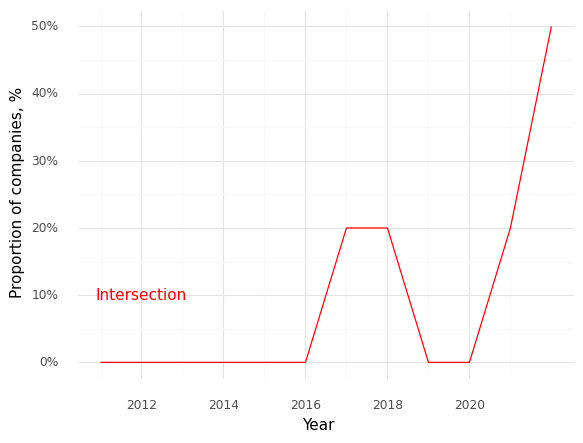 50%
40%
30%
20%
10%
0%
Proportion of companies, %
Intersection
2012 2014 2016 2018 2020
Year